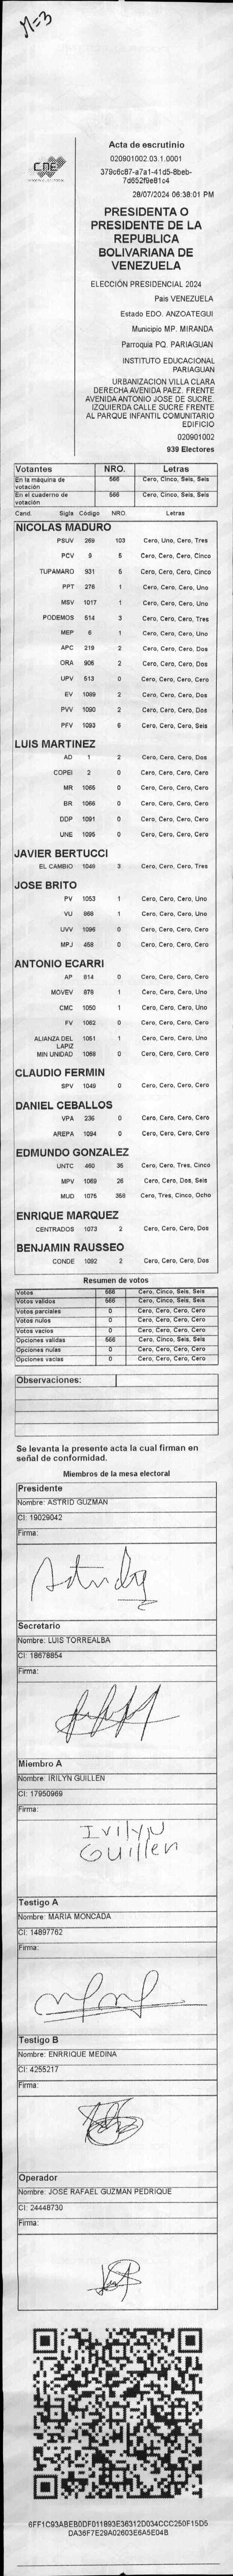 M=3
CNE
Acta de escrutinio
020901002.03.1.0001
379c6c87-a7a1-41d5-8beb-
7d652f9e81c4
28/07/2024 06:38:01 PM
PRESIDENTA O
PRESIDENTE DE LA
REPUBLICA
BOLIVARIANA DE
VENEZUELA
ELECCIÓN PRESIDENCIAL 2024
País VENEZUELA
Estado EDO. ANZOATEGUI
Municipio MP. MIRANDA
Parroquia PQ. PARIAGUAN
INSTITUTO EDUCACIONAL
PARIAGUAN
URBANIZACION VILLA CLARA
DERECHA AVENIDA PAEZ. FRENTE
AVENIDA ANTONIO JOSE DE SUCRE.
IZQUIERDA CALLE SUCRE FRENTE
AL PARQUE INFANTIL COMUNITARIO
EDIFICIO
020901002
939 Electores
Votantes NRO. Letras
En la máquina de votación 566 Cero, Cinco, Seis, Seis
En el cuaderno de votación 566 Cero, Cinco, Seis, Seis
Cand. Sigla Código NRO. Letras
NICOLAS MADURO
PSUV 269 103 Cero, Uno, Cero, Tres
PCV 9 5 Cero, Cero, Cero, Cinco
TUPAMARO 931 5 Cero, Cero, Cero, Cinco
PPT 276 1 Cero, Cero, Cero, Uno
MSV 1017 1 Cero, Cero, Cero, Uno
PODEMOS 514 3 Cero, Cero, Cero, Tres
MEP 6 1 Cero, Cero, Cero, Uno
APC 219 2 Cero, Cero, Cero, Dos
ORA 906 2 Cero, Cero, Cero, Dos
UPV 513 0 Cero, Cero, Cero, Cero
EV 1089 2 Cero, Cero, Cero, Dos
PVV 1090 2 Cero, Cero, Cero, Dos
PFV 1093 6 Cero, Cero, Cero, Seis
LUIS MARTINEZ
AD 1 2 Cero, Cero, Cero, Dos
COPEI 2 0 Cero, Cero, Cero, Cero
MR 1065 0 Cero, Cero, Cero, Cero
BR 1066 0 Cero, Cero, Cero, Cero
DDP 1091 0 Cero, Cero, Cero, Cero
UNE 1095 0 Cero, Cero, Cero, Cero
JAVIER BERTUCCI
EL CAMBIO 1048 3 Cero, Cero, Cero, Tres
JOSE BRITO
PV 1053 1 Cero, Cero, Cero, Uno
VU 868 1 Cero, Cero, Cero, Uno
UVV 1096 0 Cero, Cero, Cero, Cero
MPJ 458 0 Cero, Cero, Cero, Cero
ANTONIO ECARRI
AP 814 0 Cero, Cero, Cero, Cero
MOVEV 879 1 Cero, Cero, Cero, Uno
CMC 1050 1 Cero, Cero, Cero, Uno
FV 1062 0 Cero, Cero, Cero, Cero
ALIANZA DEL LAPIZ 1051 1 Cero, Cero, Cero, Uno
MIN UNIDAD 1088 0 Cero, Cero, Cero, Cero
CLAUDIO FERMIN
SPV 1049 0 Cero, Cero, Cero, Cero
DANIEL CEBALLOS
VPA 236 0 Cero, Cero, Cero, Cero
AREPA 1094 0 Cero, Cero, Cero, Cero
EDMUNDO GONZALEZ
UNTC 460 35 Cero, Cero, Tres, Cinco
MPV 1069 26 Cero, Cero, Dos, Seis
MUD 1075 358 Cero, Tres, Cinco, Ocho
ENRIQUE MARQUEZ
CENTRADOS 1073 2 Cero, Cero, Cero, Dos
BENJAMIN RAUSSEO
CONDE 1092 2 Cero, Cero, Cero, Dos
Resumen de votos
Votos 566 Cero, Cinco, Seis, Seis
Votos validos 566 Cero, Cinco, Seis, Seis
Votos parciales 0 Cero, Cero, Cero, Cero
Votos nulos 0 Cero, Cero, Cero, Cero
Votos vacios 0 Cero, Cero, Cero, Cero
Opciones validas 566 Cero, Cinco, Seis, Seis
Opciones nulas 0 Cero, Cero, Cero, Cero
Opciones vacias 0 Cero, Cero, Cero, Cero
Observaciones:
Se levanta la presente acta la cual firman en
señal de conformidad.
Miembros de la mesa electoral
Presidente
Nombre: ASTRID GUZMAN
CI: 19029042
Firma:
Secretario
Nombre: LUIS TORREALBA
CI: 18678854
Firma:
Miembro A
Nombre: IRILYN GUILLEN
CI: 17950969
Firma:
Irilyn
Guillen
Testigo A
Nombre: MARIA MONCADA
CI: 14897762
Firma:
Testigo B
Nombre: ENRRIQUE MEDINA
CI: 4255217
Firma:
Operador
Nombre: JOSE RAFAEL GUZMAN PEDRIQUE
CI: 24448730
Firma:
6FF1C93ABEB0DF011893E36312D034CCC250F15D5
DA36F7E29A02603E6A5E04B